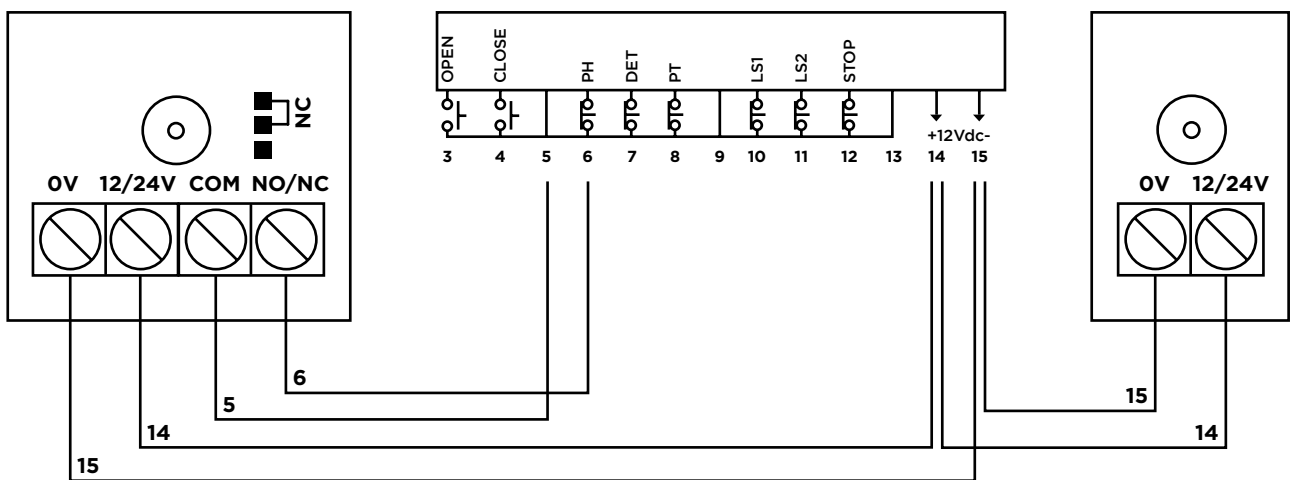 OPEN
CLOSE
PH
DET
PT
LS1
LS2
STOP
NC
+12Vdc-
3 4 5 6 7 8 9 10 11 12 13 14 15
0V 12/24V COM NO/NC
0V 12/24V
6
5
14
15
15
14